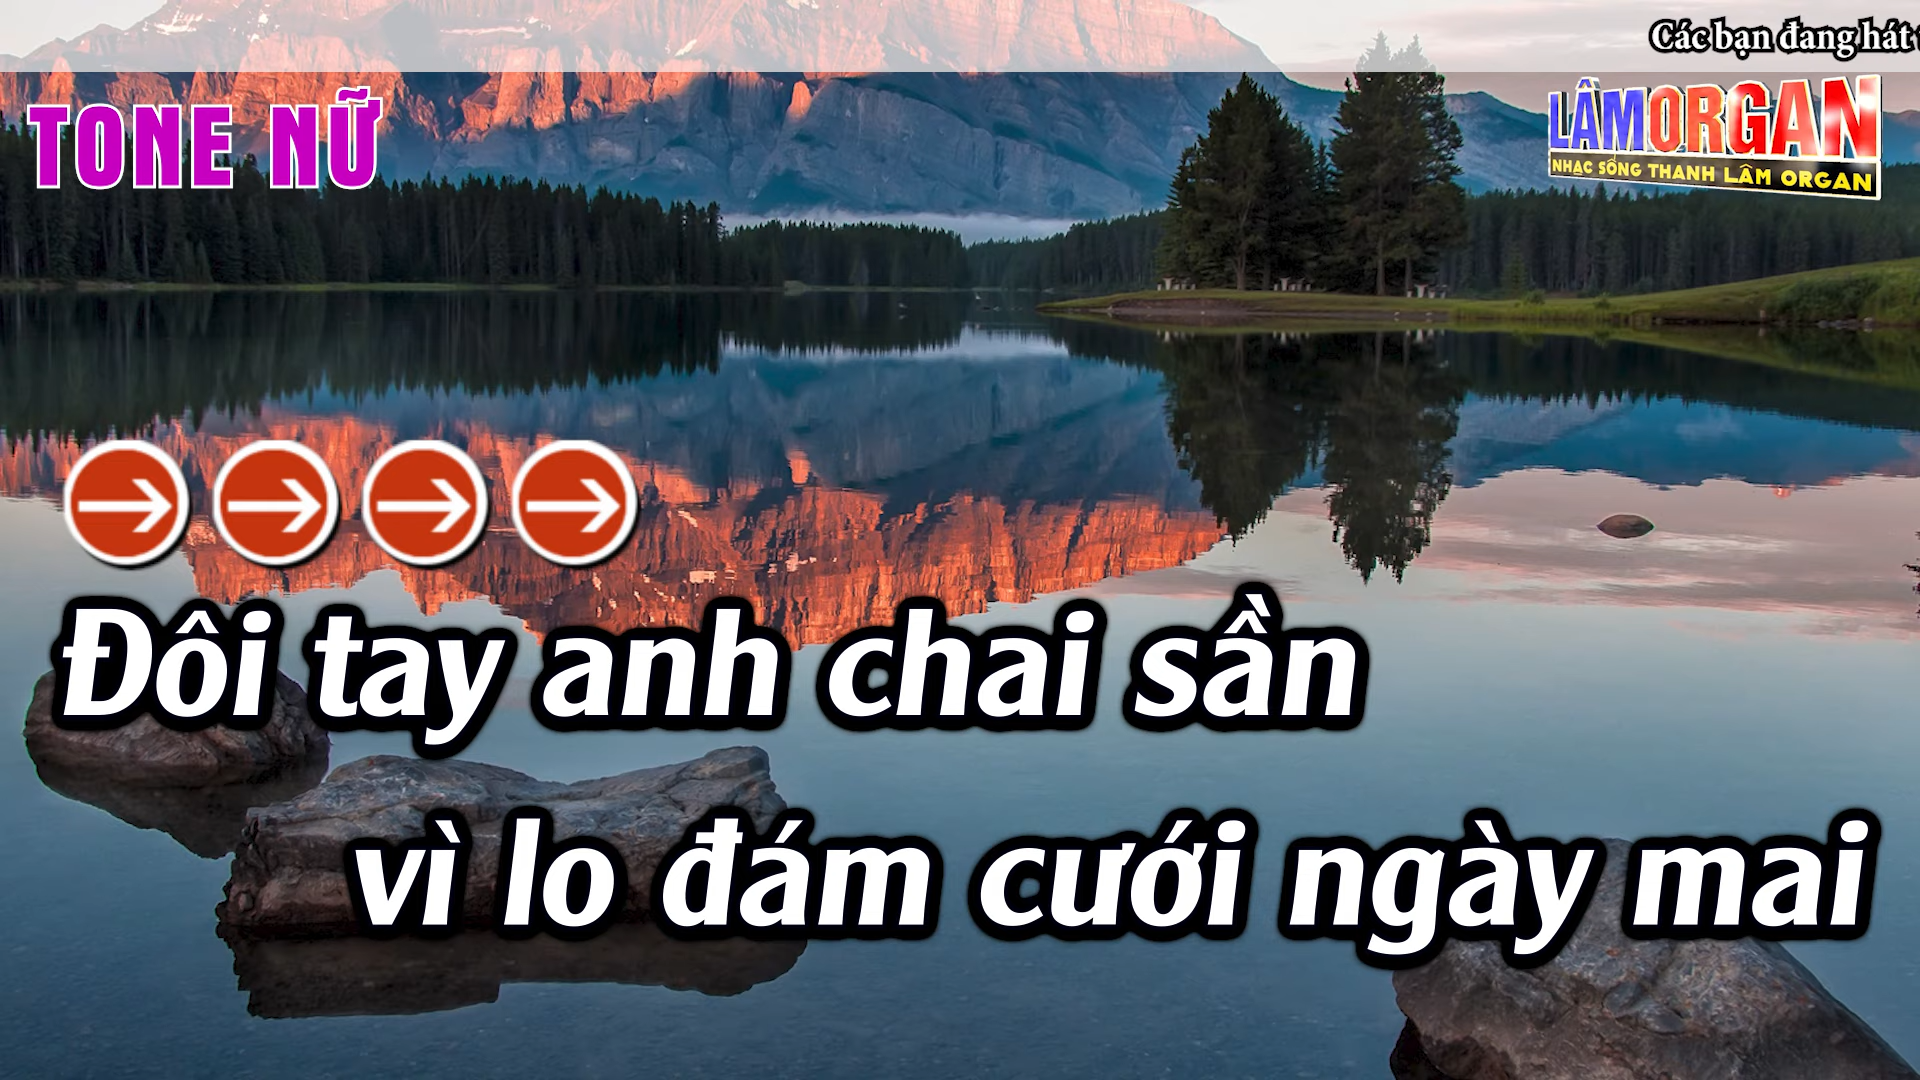 Các bạn đang hát
TONE NỮ
LÂMORGAN
NHẠC SỐNG THANH LÂM ORGAN
Đôi tay anh chai sần
vì lo đám cưới ngày mai